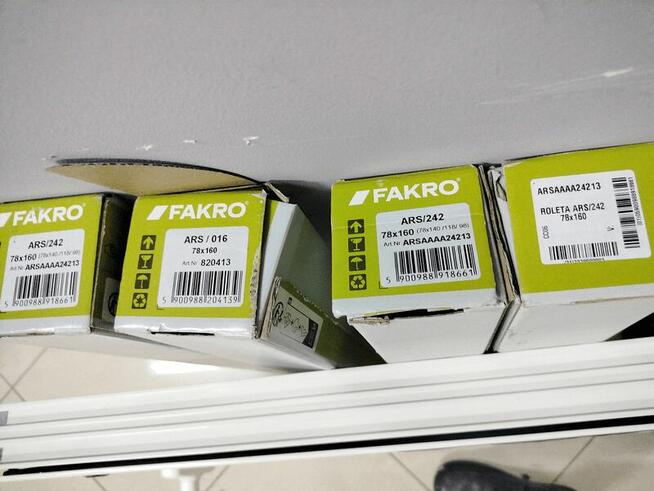 FAKRO
ARS/242
78x160 (78x140 /118/ 98)
Art Nr ARSAAAA24213
5 900988 918661
FAKRO
ARS / 016
78x160
Art Nr 820413
5 900988 204139
FAKRO
ARS/242
78x160 (78x140 /118/ 98)
Art Nr ARSAAAA24213
5 900988 918661
ARSAAAA24213
ROLETA ARS/242
78x160
CC05
V: